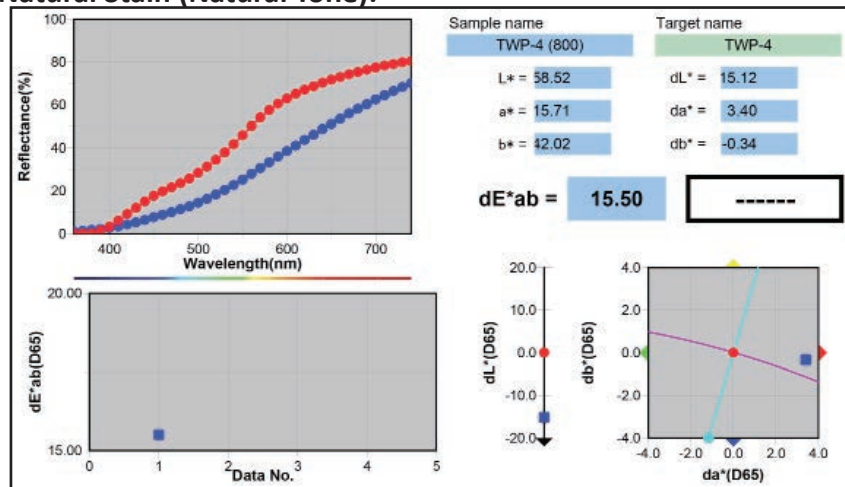 Natural Stain (Natural Tone):
Sample name
Target name
TWP-4 (800)
TWP-4
L* = 58.52
dL* = 15.12
a* = 15.71
da* = 3.40
b* = 42.02
db* = -0.34
dE*ab = 15.50
------
100
80
60
40
20
0
Reflectance(%)
400 500 600 700
Wavelength(nm)
20.00
15.00
dE*ab(D65)
0 1 2 3 4 5
Data No.
20.0
10.0
0.0
-10.0
-20.0
dL*(D65)
4.0
2.0
0.0
-2.0
-4.0
db*(D65)
-4.0 -2.0 0.0 2.0 4.0
da*(D65)